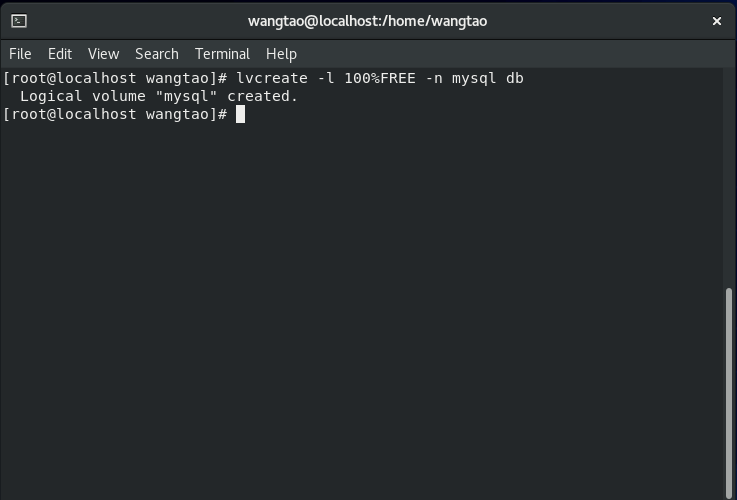 wangtao@localhost:/home/wangtao
File Edit View Search Terminal Help
[root@localhost wangtao]# lvcreate -l 100%FREE -n mysql db
  Logical volume "mysql" created.
[root@localhost wangtao]#